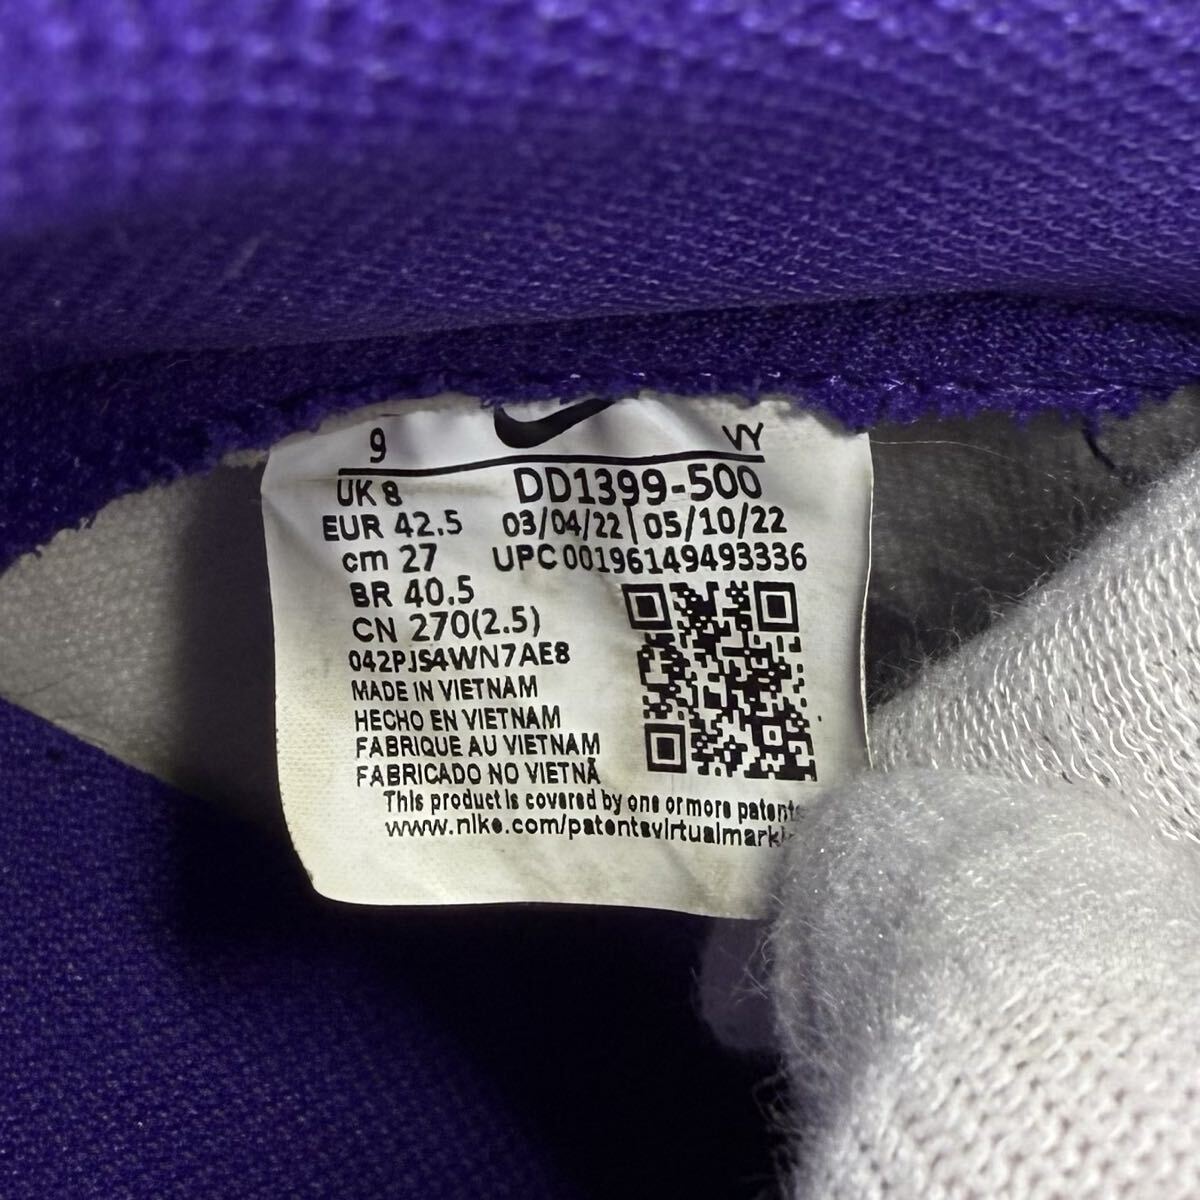 9 VY
UK 8 DD1399-500
EUR 42.5 03/04/22 05/10/22
cm 27 UPC 00196149493336
BR 40.5
CN 270(2.5)
042PJS4WN7AE8
MADE IN VIETNAM
HECHO EN VIETNAM
FABRIQUE AU VIETNAM
FABRICADO NO VIETNÃ
This product is covered by one or more patents
www.nike.com/patentsvirtualmarki